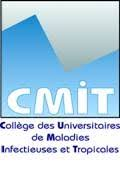 CMiT
Collège des Universitaires
de Maladies
Infectieuses et Tropicales